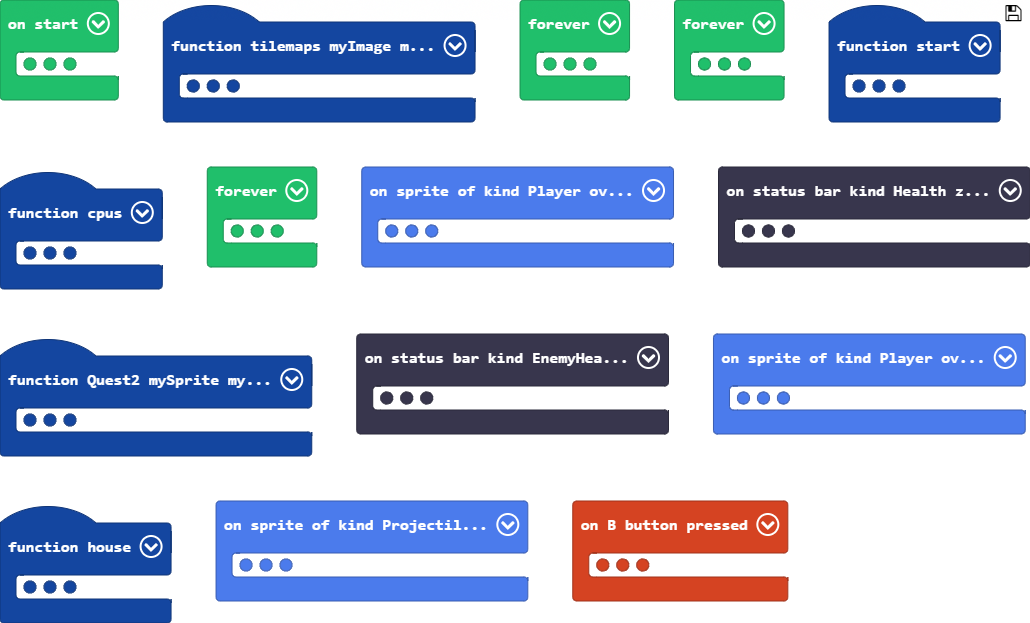 on start
function tilemaps myImage m...
forever
forever
function start
function cpus
forever
on sprite of kind Player ov...
on status bar kind Health z...
function Quest2 mySprite my...
on status bar kind EnemyHea...
on sprite of kind Player ov...
function house
on sprite of kind Projectil...
on B button pressed